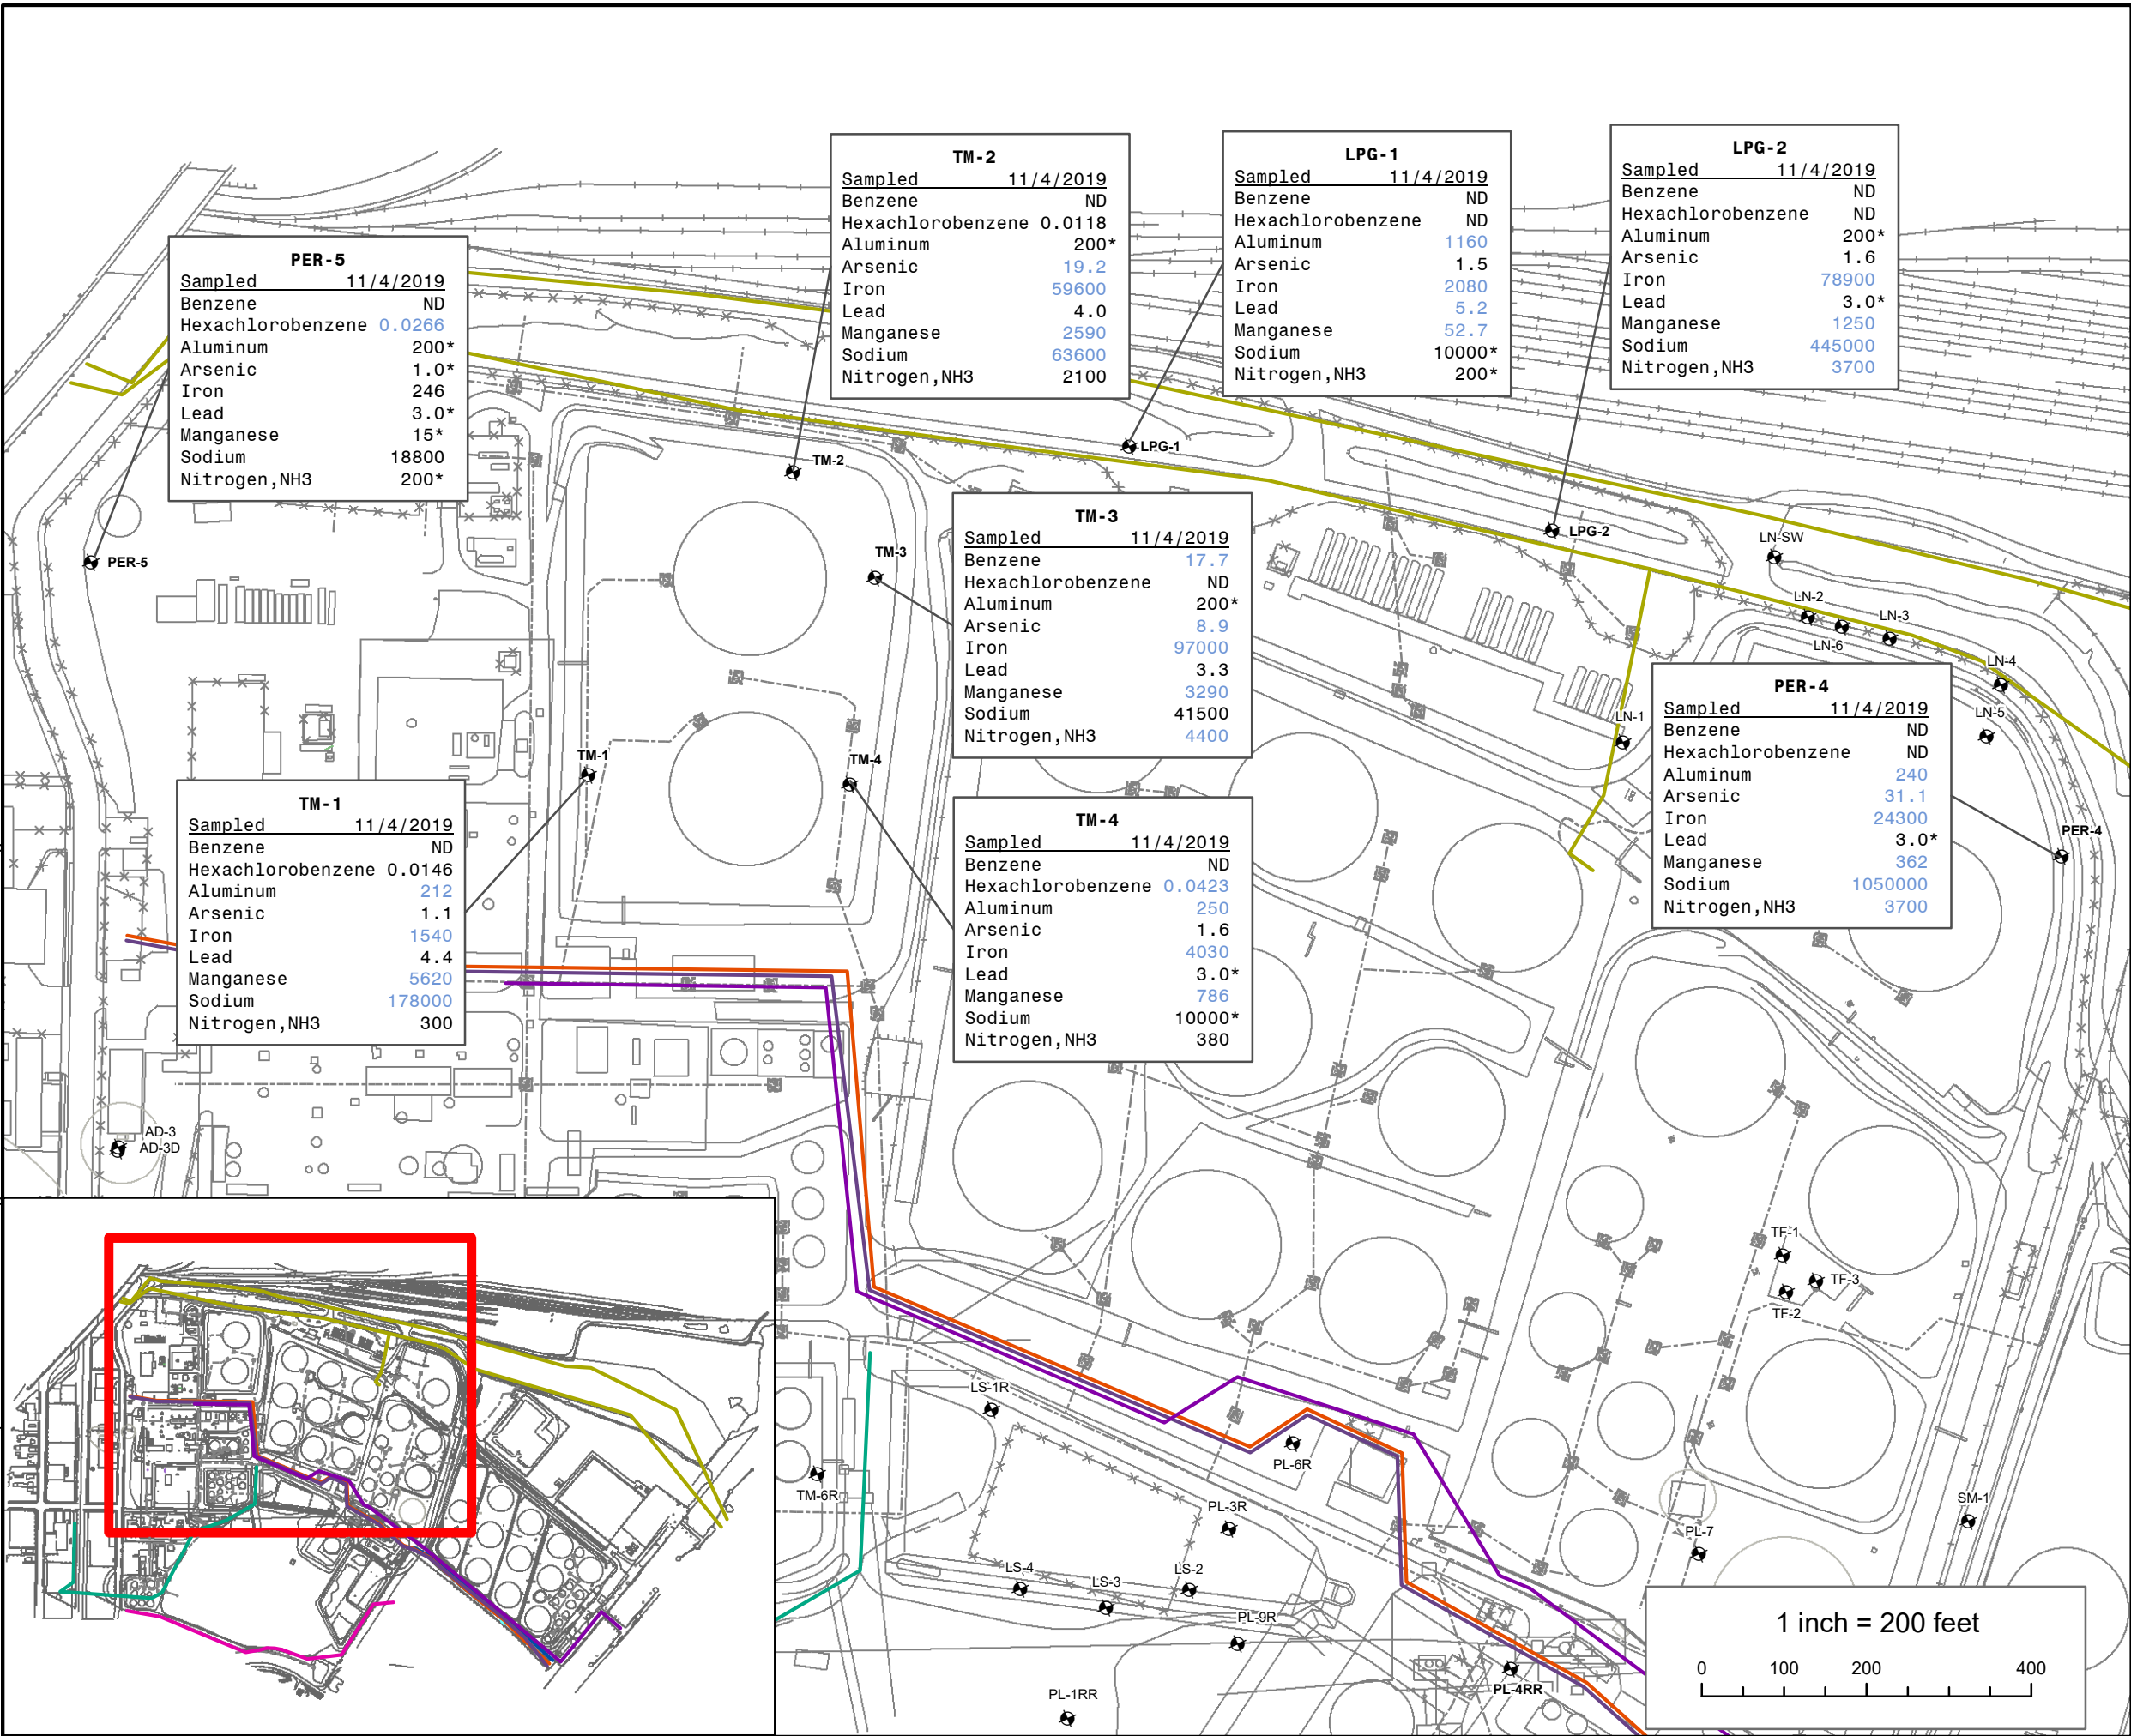 TM-2
Sampled 11/4/2019
Benzene ND
Hexachlorobenzene 0.0118
Aluminum 200*
Arsenic 19.2
Iron 59600
Lead 4.0
Manganese 2590
Sodium 63600
Nitrogen,NH3 2100
LPG-1
Sampled 11/4/2019
Benzene ND
Hexachlorobenzene ND
Aluminum 1160
Arsenic 1.5
Iron 2080
Lead 5.2
Manganese 52.7
Sodium 10000*
Nitrogen,NH3 200*
LPG-2
Sampled 11/4/2019
Benzene ND
Hexachlorobenzene ND
Aluminum 200*
Arsenic 1.6
Iron 78900
Lead 3.0*
Manganese 1250
Sodium 445000
Nitrogen,NH3 3700
PER-5
Sampled 11/4/2019
Benzene ND
Hexachlorobenzene 0.0266
Aluminum 200*
Arsenic 1.0*
Iron 246
Lead 3.0*
Manganese 15*
Sodium 18800
Nitrogen,NH3 200*
LPG-1
TM-2
TM-3
Sampled 11/4/2019
Benzene 17.7
Hexachlorobenzene ND
Aluminum 200*
Arsenic 8.9
Iron 97000
Lead 3.3
Manganese 3290
Sodium 41500
Nitrogen,NH3 4400
LPG-2
LN-SW
TM-3
PER-5
LN-2
LN-3
LN-6
LN-4
LN-5
LN-1
PER-4
Sampled 11/4/2019
Benzene ND
Hexachlorobenzene ND
Aluminum 240
Arsenic 31.1
Iron 24300
Lead 3.0*
Manganese 362
Sodium 1050000
Nitrogen,NH3 3700
TM-1
TM-4
PER-4
TM-1
Sampled 11/4/2019
Benzene ND
Hexachlorobenzene 0.0146
Aluminum 212
Arsenic 1.1
Iron 1540
Lead 4.4
Manganese 5620
Sodium 178000
Nitrogen,NH3 300
TM-4
Sampled 11/4/2019
Benzene ND
Hexachlorobenzene 0.0423
Aluminum 250
Arsenic 1.6
Iron 4030
Lead 3.0*
Manganese 786
Sodium 10000*
Nitrogen,NH3 380
AD-3
AD-3D
TF-1
TF-3
TF-2
LS-1R
PL-6R
TM-6R
PL-3R
SM-1
PL-7
LS-4
LS-3
LS-2
PL-9R
PL-4RR
PL-1RR
1 inch = 200 feet
0 100 200 400